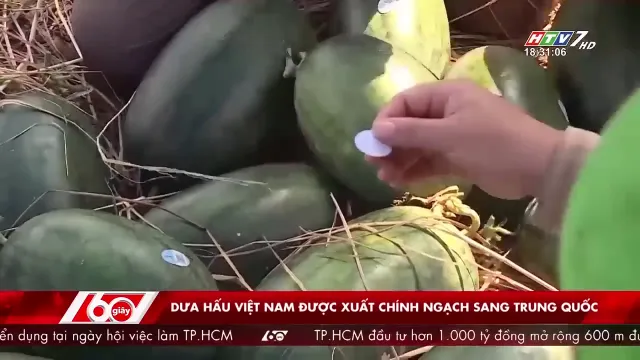 HTV7 HD
18:31:06
60 giây DƯA HẤU VIỆT NAM ĐƯỢC XUẤT CHÍNH NGẠCH SANG TRUNG QUỐC
dụng tại ngày hội việc làm TP.HCM 60 giây TP.HCM đầu tư hơn 1.000 tỷ đồng mở rộng 600 m